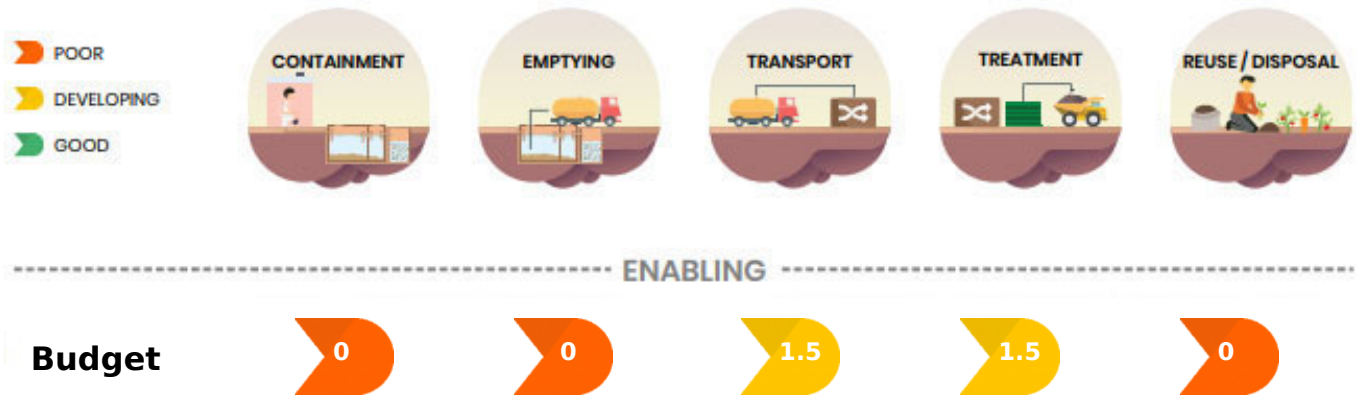 POOR
DEVELOPING
GOOD
CONTAINMENT
EMPTYING
TRANSPORT
TREATMENT
REUSE / DISPOSAL
ENABLING
Budget 0 0 1.5 1.5 0